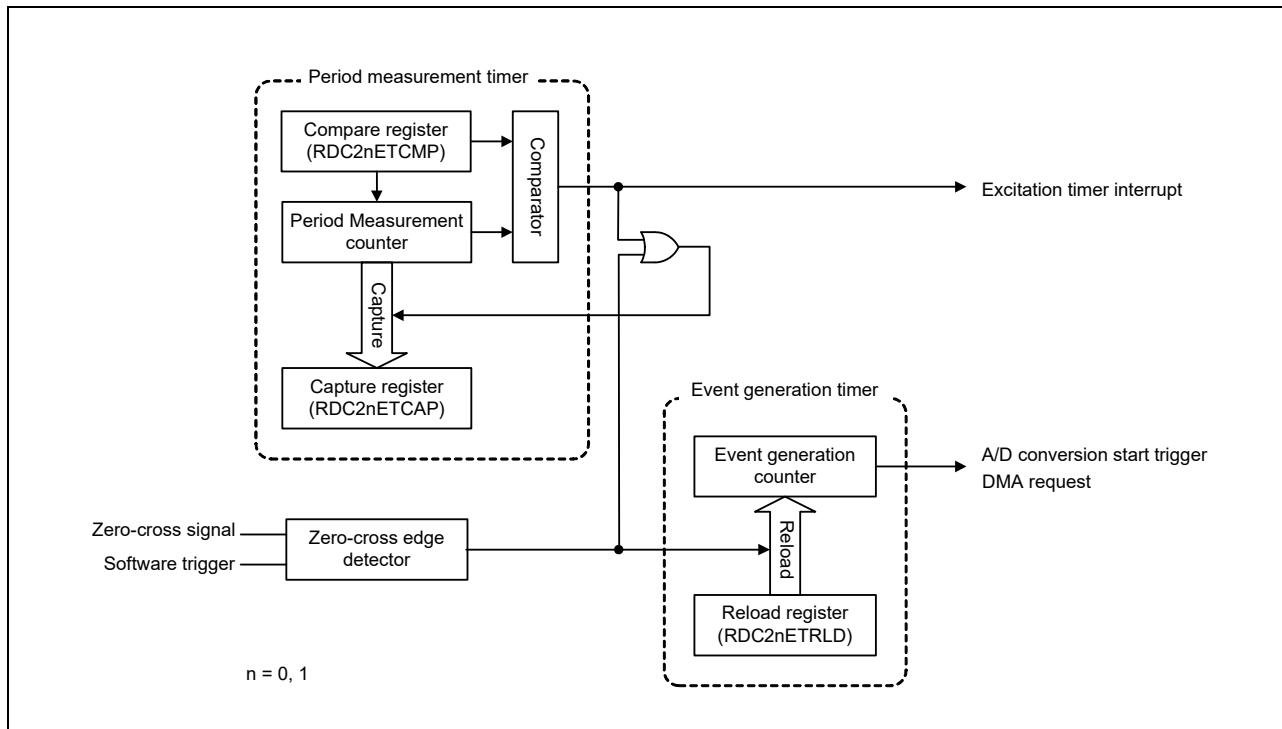 Period measurement timer
Compare register
(RDC2nETCMP)
Comparator
Period Measurement
counter
Excitation timer interrupt
Capture
Capture register
(RDC2nETCAP)
Event generation timer
Event generation
counter
A/D conversion start trigger
DMA request
Zero-cross signal
Software trigger
Zero-cross edge
detector
Reload
Reload register
(RDC2nETRLD)
n = 0, 1